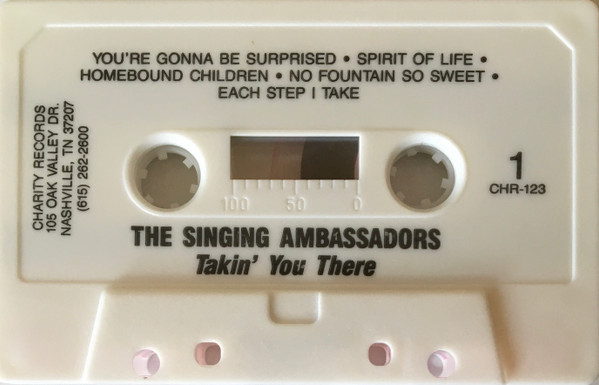 YOU'RE GONNA BE SURPRISED • SPIRIT OF LIFE •
HOMEBOUND CHILDREN • NO FOUNTAIN SO SWEET •
EACH STEP I TAKE
CHARITY RECORDS
105 OAK VALLEY DR.
NASHVILLE, TN 37207
(615) 262-2600
1
CHR-123
100 50 0
THE SINGING AMBASSADORS
Takin' You There